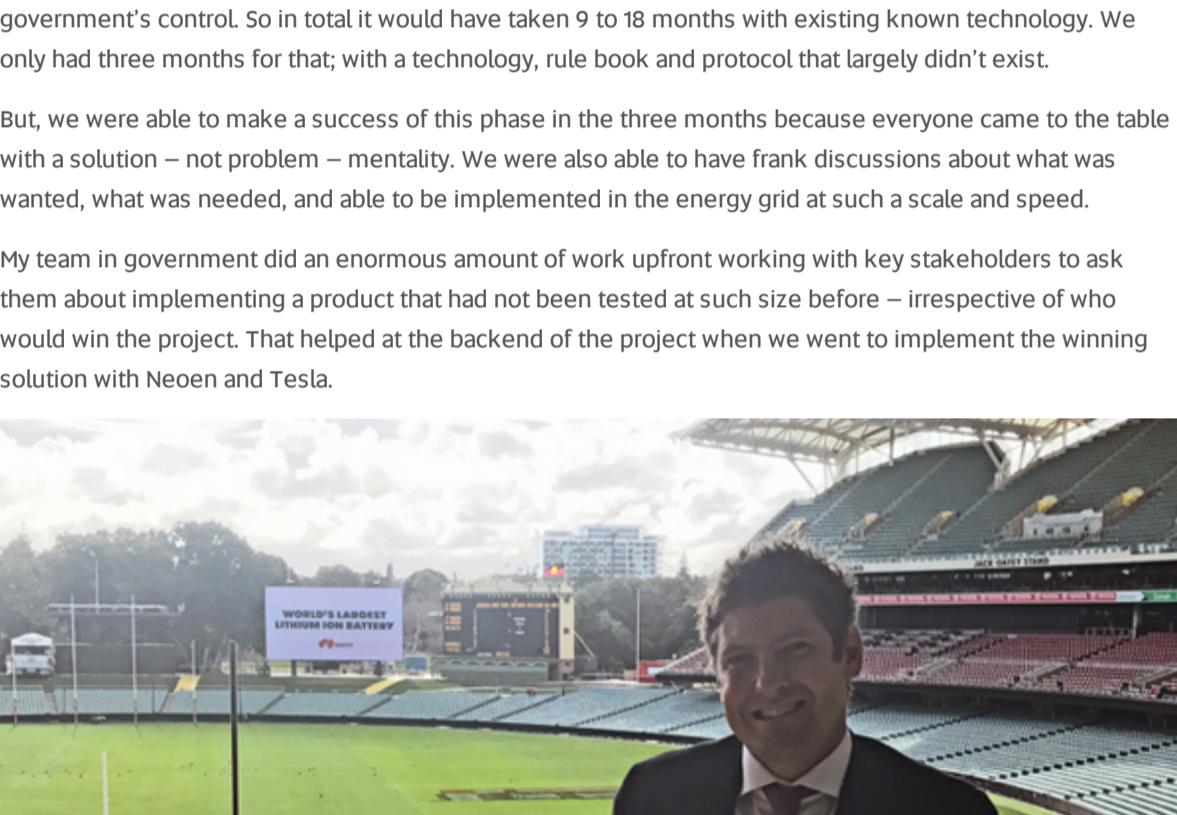 government’s control. So in total it would have taken 9 to 18 months with existing known technology. We
only had three months for that; with a technology, rule book and protocol that largely didn’t exist.
But, we were able to make a success of this phase in the three months because everyone came to the table
with a solution – not problem – mentality. We were also able to have frank discussions about what was
wanted, what was needed, and able to be implemented in the energy grid at such a scale and speed.
My team in government did an enormous amount of work upfront working with key stakeholders to ask
them about implementing a product that had not been tested at such size before – irrespective of who
would win the project. That helped at the backend of the project when we went to implement the winning
solution with Neoen and Tesla.
WORLD'S LARGEST
LITHIUM ION BATTERY
JACK OATEY STAND